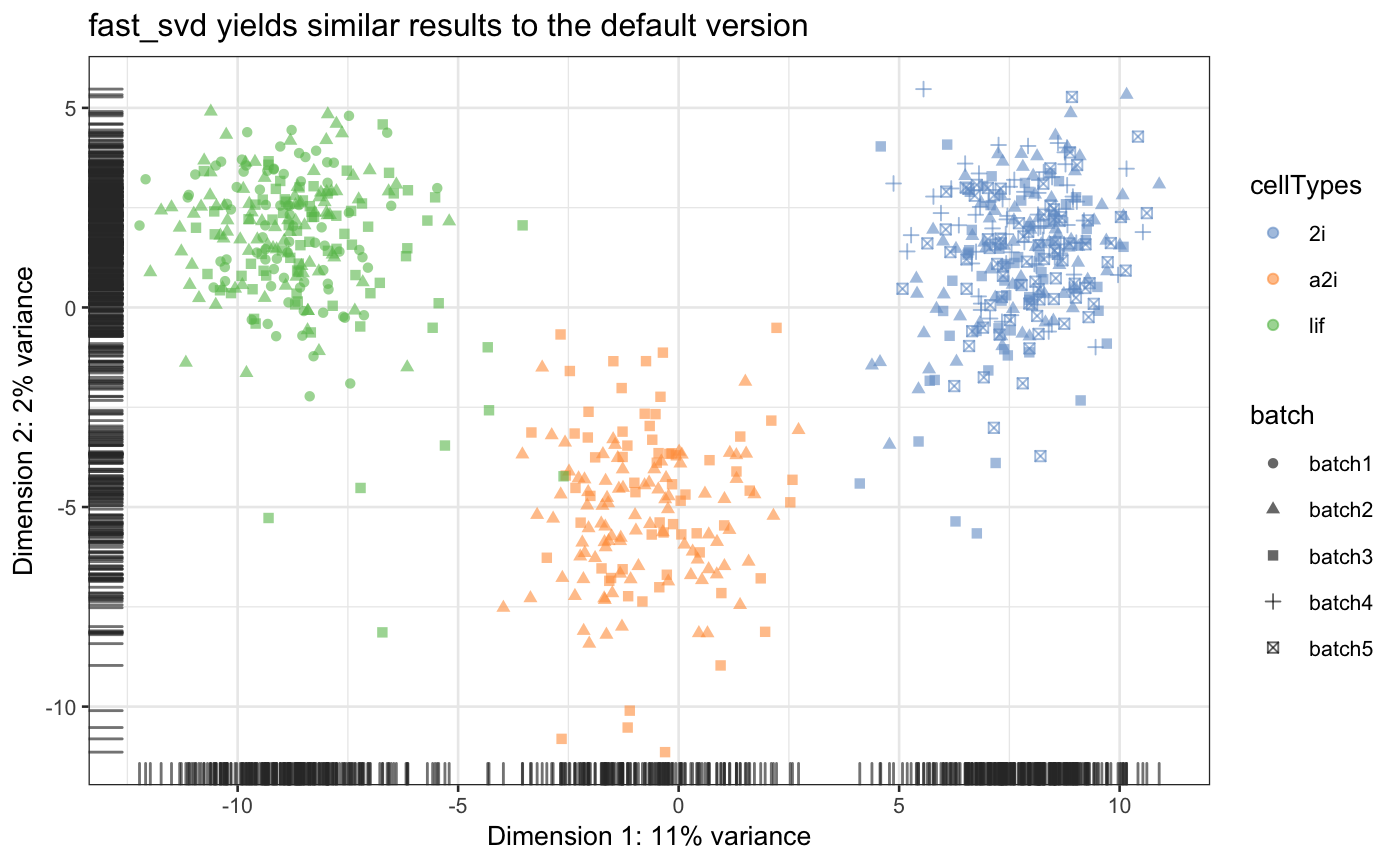 fast_svd yields similar results to the default version
Dimension 2: 2% variance
5
0
-5
-10
-10
-5
0
5
10
Dimension 1: 11% variance
cellTypes
2i
a2i
lif
batch
batch1
batch2
batch3
batch4
batch5